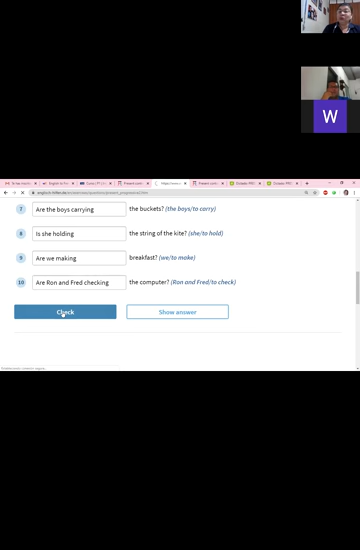 W
7 Are the boys carrying the buckets? (the boys/to carry)
8 Is she holding the string of the kite? (she/to hold)
9 Are we making breakfast? (we/to make)
10 Are Ron and Fred checking the computer? (Ron and Fred/to check)
Check Show answer